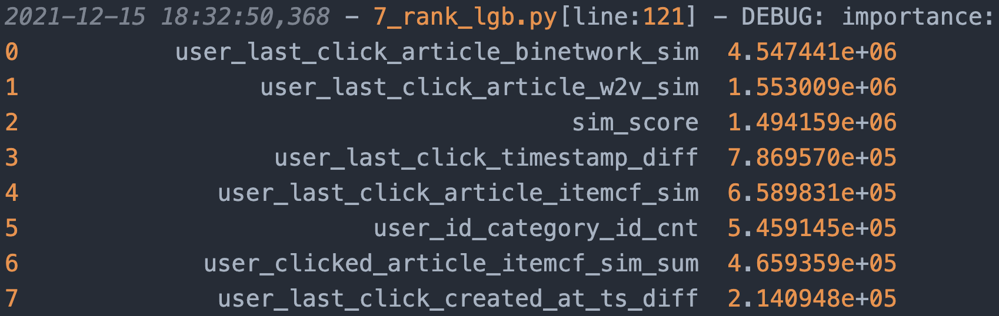 2021-12-15 18:32:50,368 - 7_rank_lgb.py[line:121] - DEBUG: importance:
0 user_last_click_article_binetwork_sim 4.547441e+06
1 user_last_click_article_w2v_sim 1.553009e+06
2 sim_score 1.494159e+06
3 user_last_click_timestamp_diff 7.869570e+05
4 user_last_click_article_itemcf_sim 6.589831e+05
5 user_id_category_id_cnt 5.459145e+05
6 user_clicked_article_itemcf_sim_sum 4.659359e+05
7 user_last_click_created_at_ts_diff 2.140948e+05